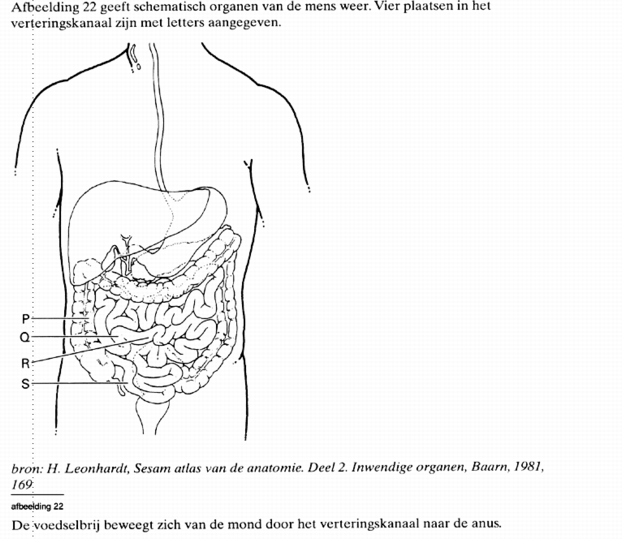 Afbeelding 22 geeft schematisch organen van de mens weer. Vier plaatsen in het
verteringskanaal zijn met letters aangegeven.
P
Q
R
S
bron: H. Leonhardt, Sesam atlas van de anatomie. Deel 2. Inwendige organen, Baarn, 1981,
169.
afbeelding 22
De voedselbrij beweegt zich van de mond door het verteringskanaal naar de anus.